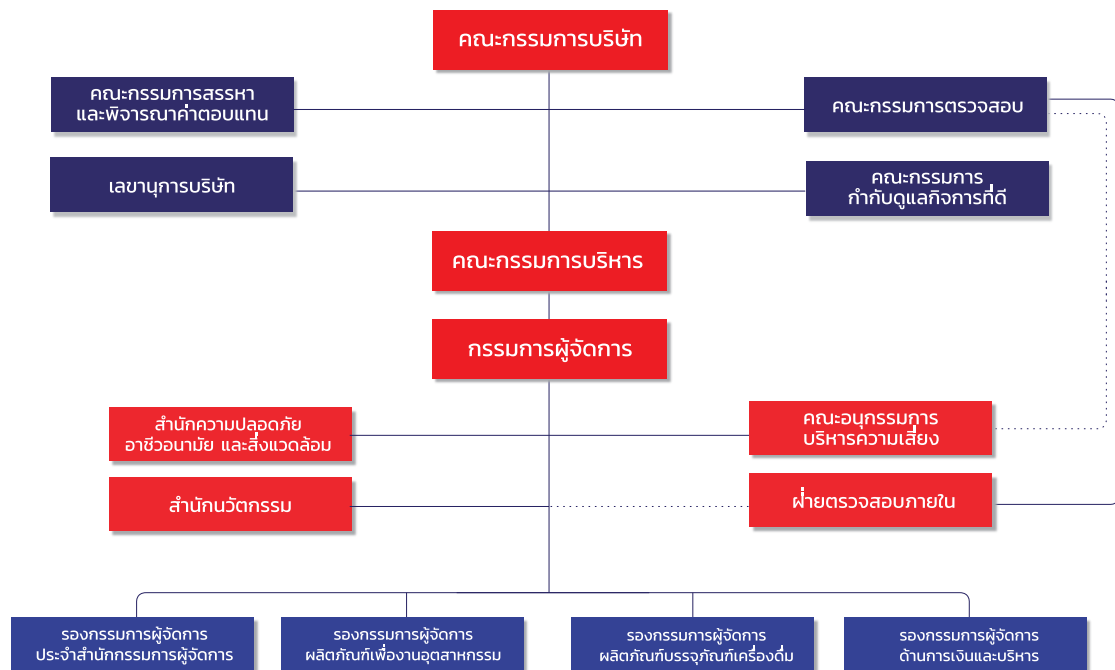 คณะกรรมการบริษัท
คณะกรรมการสรรหา
และพิจารณาค่าตอบแทน
คณะกรรมการตรวจสอบ
เลขานุการบริษัท
คณะกรรมการ
กำกับดูแลกิจการที่ดี
คณะกรรมการบริหาร
กรรมการผู้จัดการ
สำนักความปลอดภัย
อาชีวอนามัย และสิ่งแวดล้อม
คณะอนุกรรมการ
บริหารความเสี่ยง
สำนักนวัตกรรม
ฝ่ายตรวจสอบภายใน
รองกรรมการผู้จัดการ
ประจำสำนักกรรมการผู้จัดการ
รองกรรมการผู้จัดการ
ผลิตภัณฑ์เพื่องานอุตสาหกรรม
รองกรรมการผู้จัดการ
ผลิตภัณฑ์บรรจุภัณฑ์เครื่องดื่ม
รองกรรมการผู้จัดการ
ด้านการเงินและบริหาร